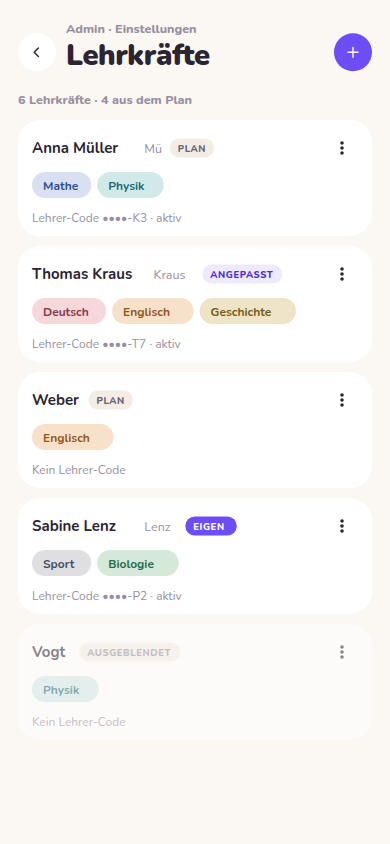 Admin · Einstellungen
Lehrkräfte
6 Lehrkräfte · 4 aus dem Plan
Anna Müller Mü PLAN
Mathe Physik
Lehrer-Code ••••-K3 · aktiv
Thomas Kraus Kraus ANGEPASST
Deutsch Englisch Geschichte
Lehrer-Code ••••-T7 · aktiv
Weber PLAN
Englisch
Kein Lehrer-Code
Sabine Lenz Lenz EIGEN
Sport Biologie
Lehrer-Code ••••-P2 · aktiv
Vogt AUSGEBLENDET
Physik
Kein Lehrer-Code